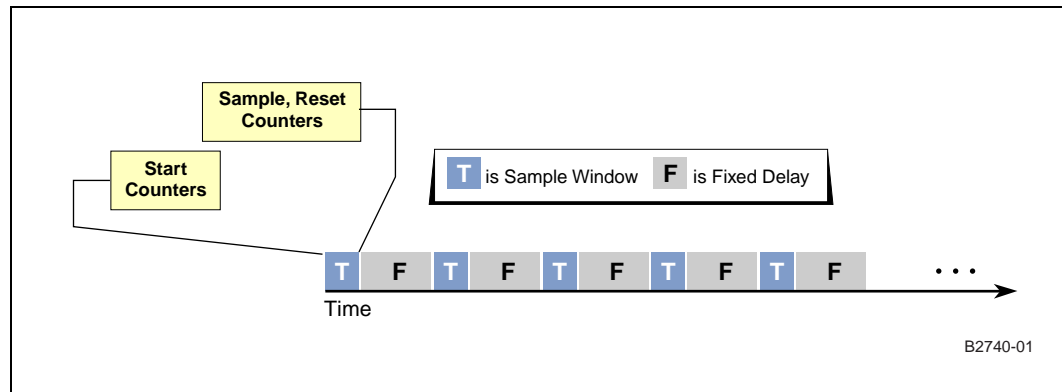 Sample, Reset
Counters
Start
Counters
T is Sample Window F is Fixed Delay
T F T F T F T F T F . . .
Time
B2740-01